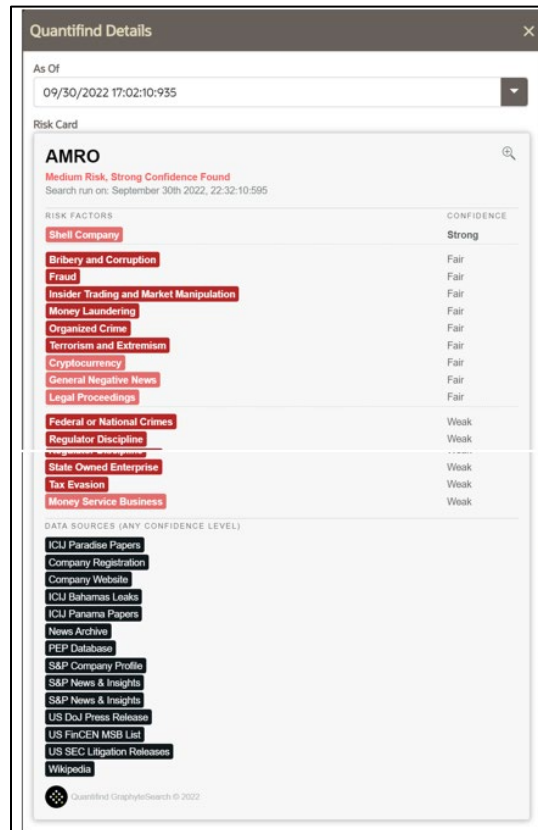 Quantifind Details ×
As Of
09/30/2022 17:02:10:935
Risk Card
AMRO
Medium Risk, Strong Confidence Found
Search run on: September 30th 2022, 22:32:10:595
RISK FACTORS CONFIDENCE
Shell Company Strong
Bribery and Corruption Fair
Fraud Fair
Insider Trading and Market Manipulation Fair
Money Laundering Fair
Organized Crime Fair
Terrorism and Extremism Fair
Cryptocurrency Fair
General Negative News Fair
Legal Proceedings Fair
Federal or National Crimes Weak
Regulator Discipline Weak
State Owned Enterprise Weak
Tax Evasion Weak
Money Service Business Weak
DATA SOURCES (ANY CONFIDENCE LEVEL)
ICIJ Paradise Papers
Company Registration
Company Website
ICIJ Bahamas Leaks
ICIJ Panama Papers
News Archive
PEP Database
S&P Company Profile
S&P News & Insights
S&P News & Insights
US DoJ Press Release
US FinCEN MSB List
US SEC Litigation Releases
Wikipedia
Quantifind GraphyteSearch © 2022